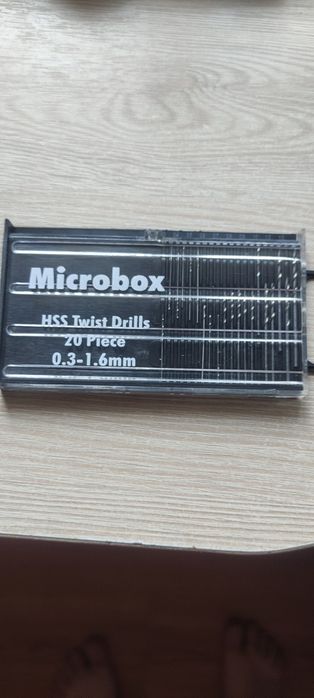 Microbox
HSS Twist Drills
20 Piece
0.3-1.6mm